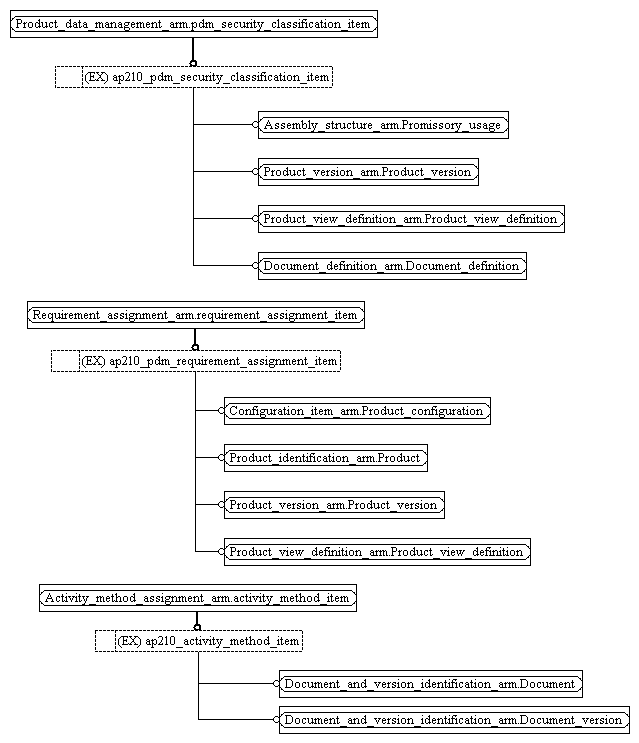 Product_data_management_arm.pdm_security_classification_item
(EX) ap210_pdm_security_classification_item
Assembly_structure_arm.Promissory_usage
Product_version_arm.Product_version
Product_view_definition_arm.Product_view_definition
Document_definition_arm.Document_definition
Requirement_assignment_arm.requirement_assignment_item
(EX) ap210_pdm_requirement_assignment_item
Configuration_item_arm.Product_configuration
Product_identification_arm.Product
Product_version_arm.Product_version
Product_view_definition_arm.Product_view_definition
Activity_method_assignment_arm.activity_method_item
(EX) ap210_activity_method_item
Document_and_version_identification_arm.Document
Document_and_version_identification_arm.Document_version